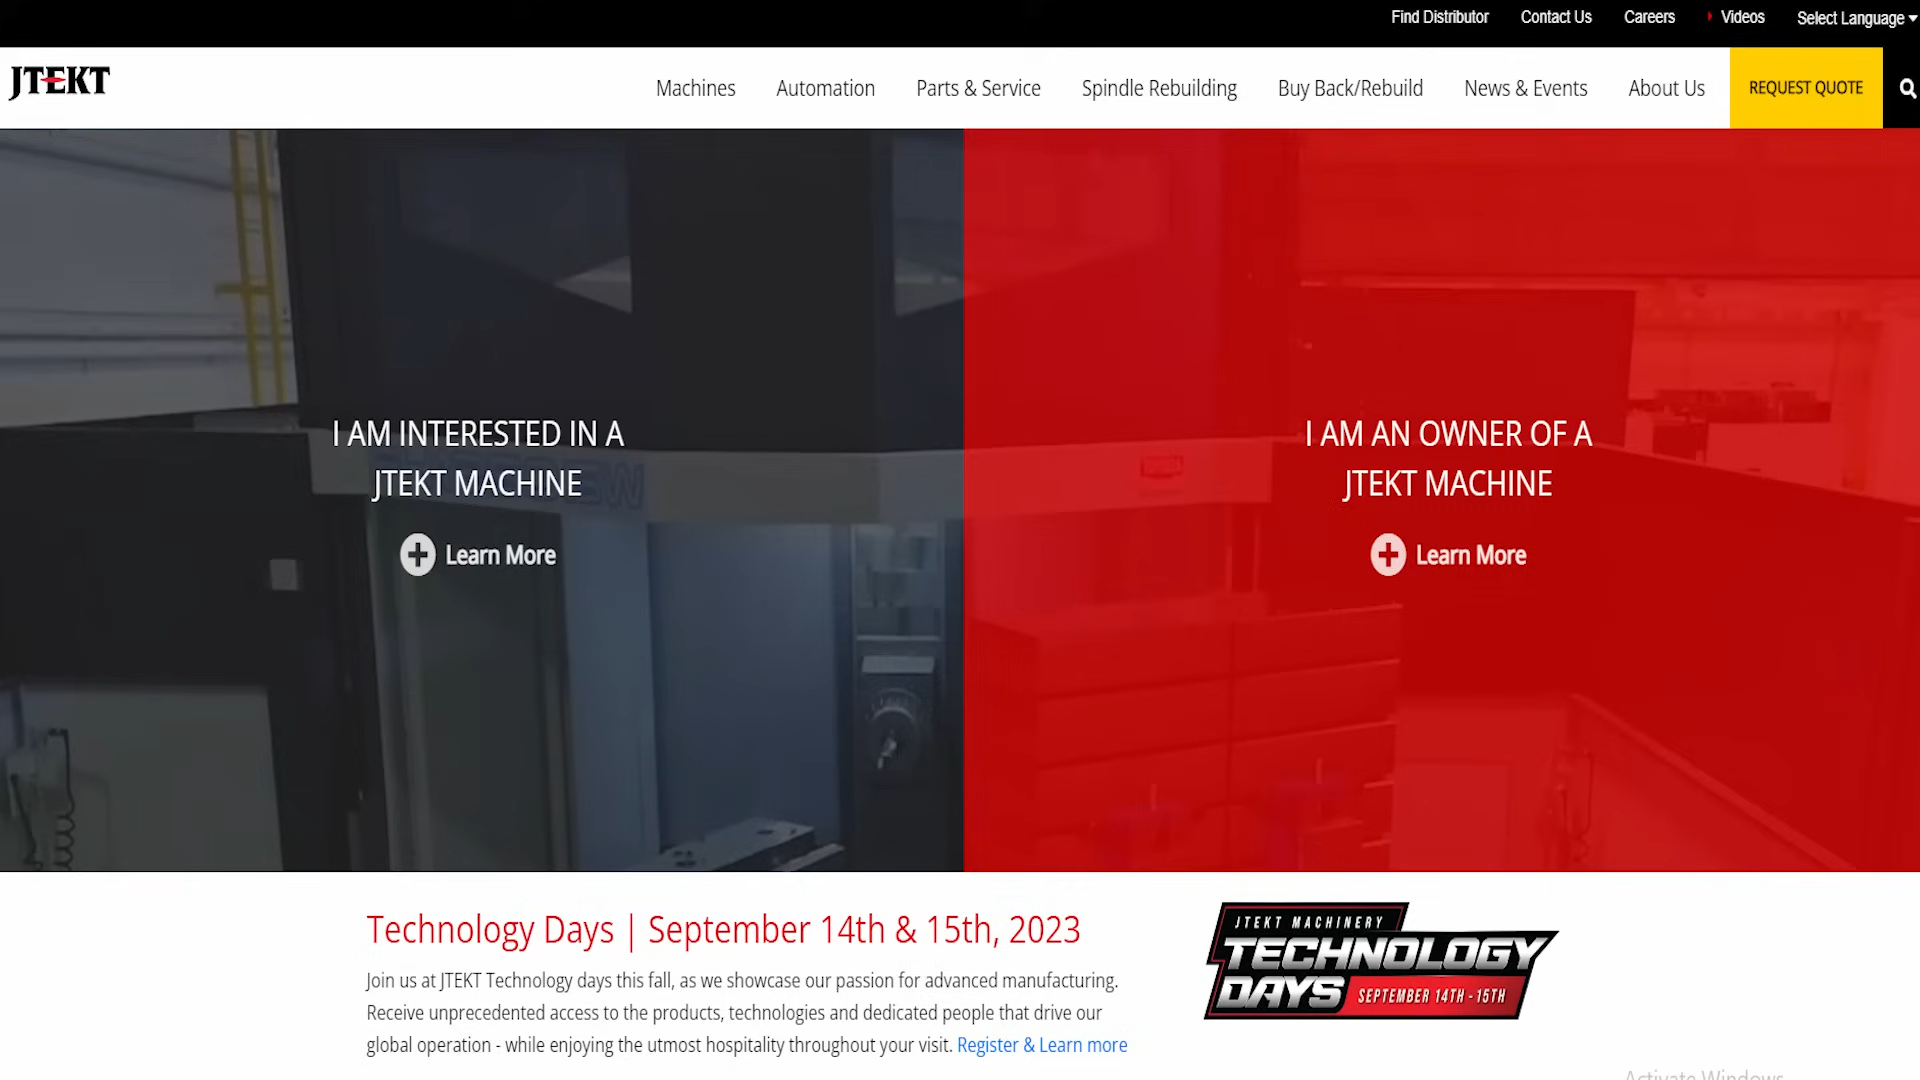 Find Distributor Contact Us Careers Videos Select Language
JTEKT
Machines Automation Parts & Service Spindle Rebuilding Buy Back/Rebuild News & Events About Us REQUEST QUOTE
I AM INTERESTED IN A
JTEKT MACHINE
Learn More
I AM AN OWNER OF A
JTEKT MACHINE
Learn More
Technology Days | September 14th & 15th, 2023
Join us at JTEKT Technology days this fall, as we showcase our passion for advanced manufacturing.
Receive unprecedented access to the products, technologies and dedicated people that drive our
global operation - while enjoying the utmost hospitality throughout your visit. Register & Learn more
JTEKT MACHINERY
TECHNOLOGY
DAYS
SEPTEMBER 14TH - 15TH
Activate Windows